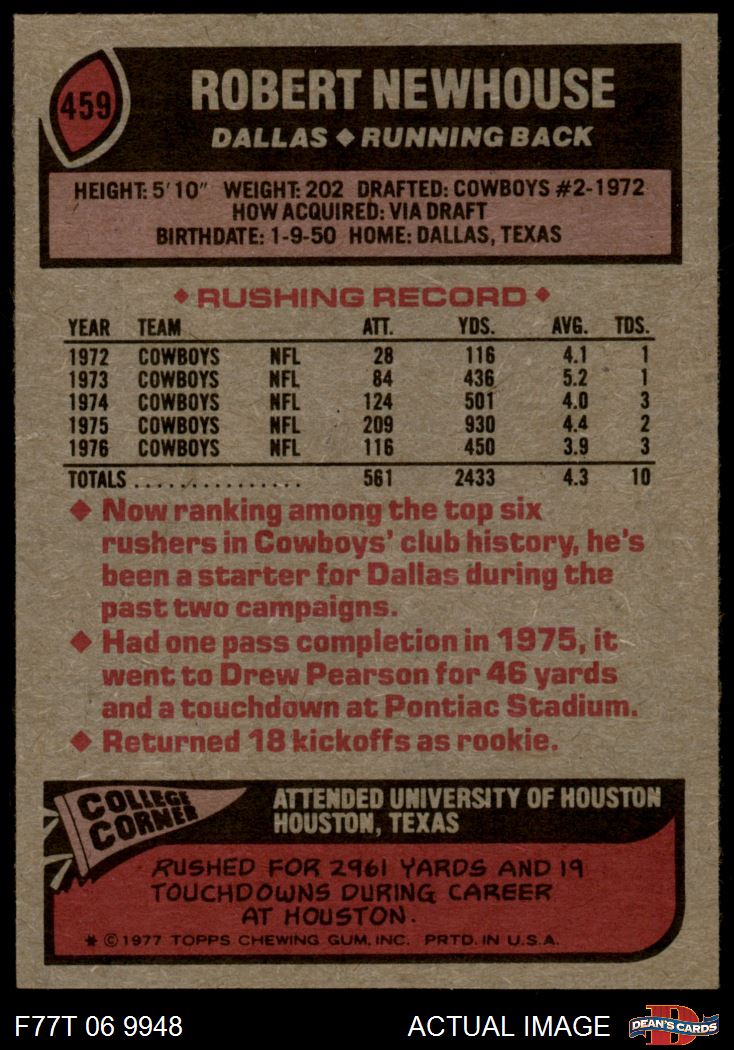 459
ROBERT NEWHOUSE
DALLAS ◆ RUNNING BACK
HEIGHT: 5'10" WEIGHT: 202 DRAFTED: COWBOYS #2-1972
HOW ACQUIRED: VIA DRAFT
BIRTHDATE: 1-9-50 HOME: DALLAS, TEXAS
◆ RUSHING RECORD ◆
YEAR TEAM ATT. YDS. AVG. TDS.
1972 COWBOYS NFL 28 116 4.1 1
1973 COWBOYS NFL 84 436 5.2 1
1974 COWBOYS NFL 124 501 4.0 3
1975 COWBOYS NFL 209 930 4.4 2
1976 COWBOYS NFL 116 450 3.9 3
TOTALS ................ 561 2433 4.3 10
◆ Now ranking among the top six
rushers in Cowboys' club history, he's
been a starter for Dallas during the
past two campaigns.
◆ Had one pass completion in 1975, it
went to Drew Pearson for 46 yards
and a touchdown at Pontiac Stadium.
◆ Returned 18 kickoffs as rookie.
COLLEGE
CORNER
ATTENDED UNIVERSITY OF HOUSTON
HOUSTON, TEXAS
RUSHED FOR 2961 YARDS AND 19
TOUCHDOWNS DURING CAREER
AT HOUSTON.
* © 1977 TOPPS CHEWING GUM, INC. PRTD. IN U.S.A.
F77T 06 9948 ACTUAL IMAGE
D
DEAN'S CARDS